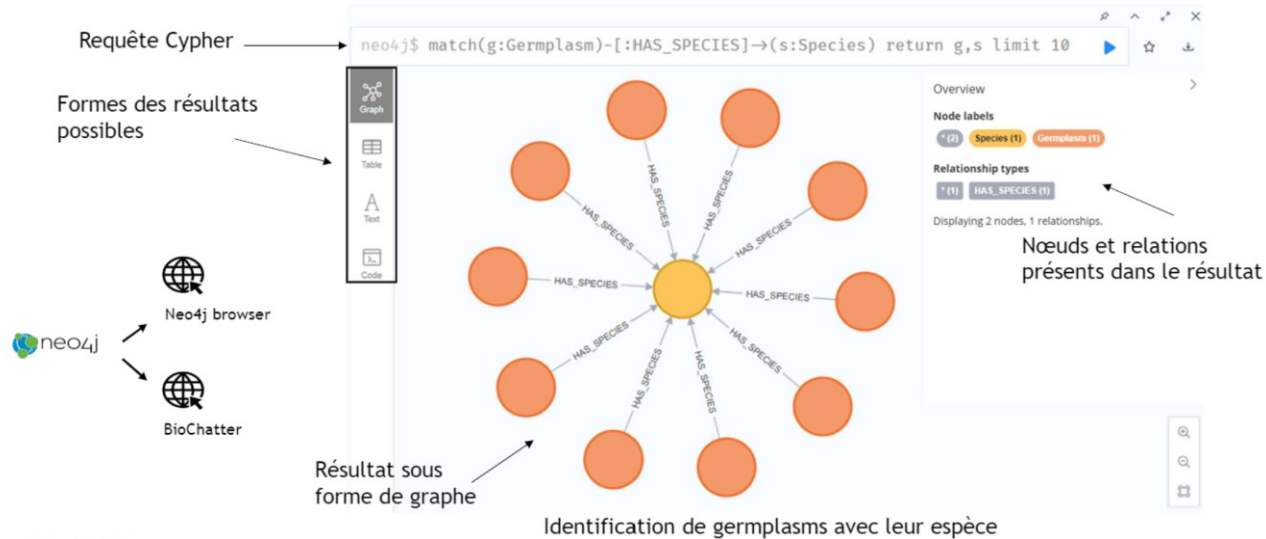 Requête Cypher
neo4j$ match(g:Germplasm)-[:HAS_SPECIES]→(s:Species) return g,s limit 10
Formes des résultats
possibles
Graph
Table
A
Text
Code
HAS_SPECIES
HAS_SPECIES
HAS_SPECIES
HAS_SPECIES
HAS_SPECIES
HAS_SPECIES
HAS_SPECIES
HAS_SPECIES
HAS_SPECIES
HAS_SPECIES
Overview
Node labels
* (2) Species (1) Germplasm (1)
Relationship types
* (1) HAS_SPECIES (1)
Displaying 2 nodes, 1 relationships.
Nœuds et relations
présents dans le résultat
neo4j
Neo4j browser
BioChatter
Résultat sous
forme de graphe
Identification de germplasms avec leur espèce